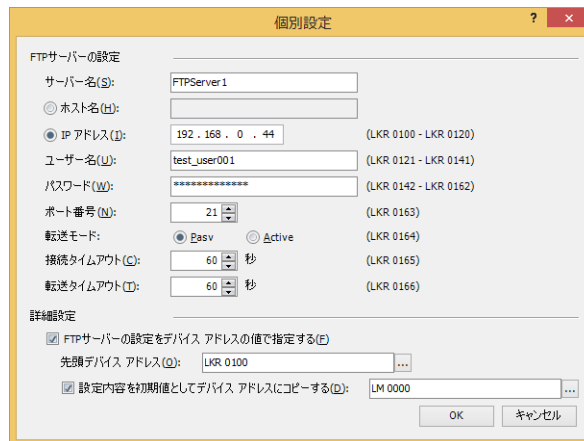 個別設定
? ×
FTPサーバーの設定
サーバー名(S): FTPServer1
ホスト名(H):
IP アドレス(I): 192 . 168 . 0 . 44 (LKR 0100 - LKR 0120)
ユーザー名(U): test_user001 (LKR 0121 - LKR 0141)
パスワード(W): ************* (LKR 0142 - LKR 0162)
ポート番号(N): 21 (LKR 0163)
転送モード: Pasv Active (LKR 0164)
接続タイムアウト(C): 60 秒 (LKR 0165)
転送タイムアウト(T): 60 秒 (LKR 0166)
詳細設定
FTPサーバーの設定をデバイス アドレスの値で指定する(F)
先頭デバイス アドレス(O): LKR 0100 ...
設定内容を初期値としてデバイス アドレスにコピーする(D): LM 0000 ...
OK キャンセル